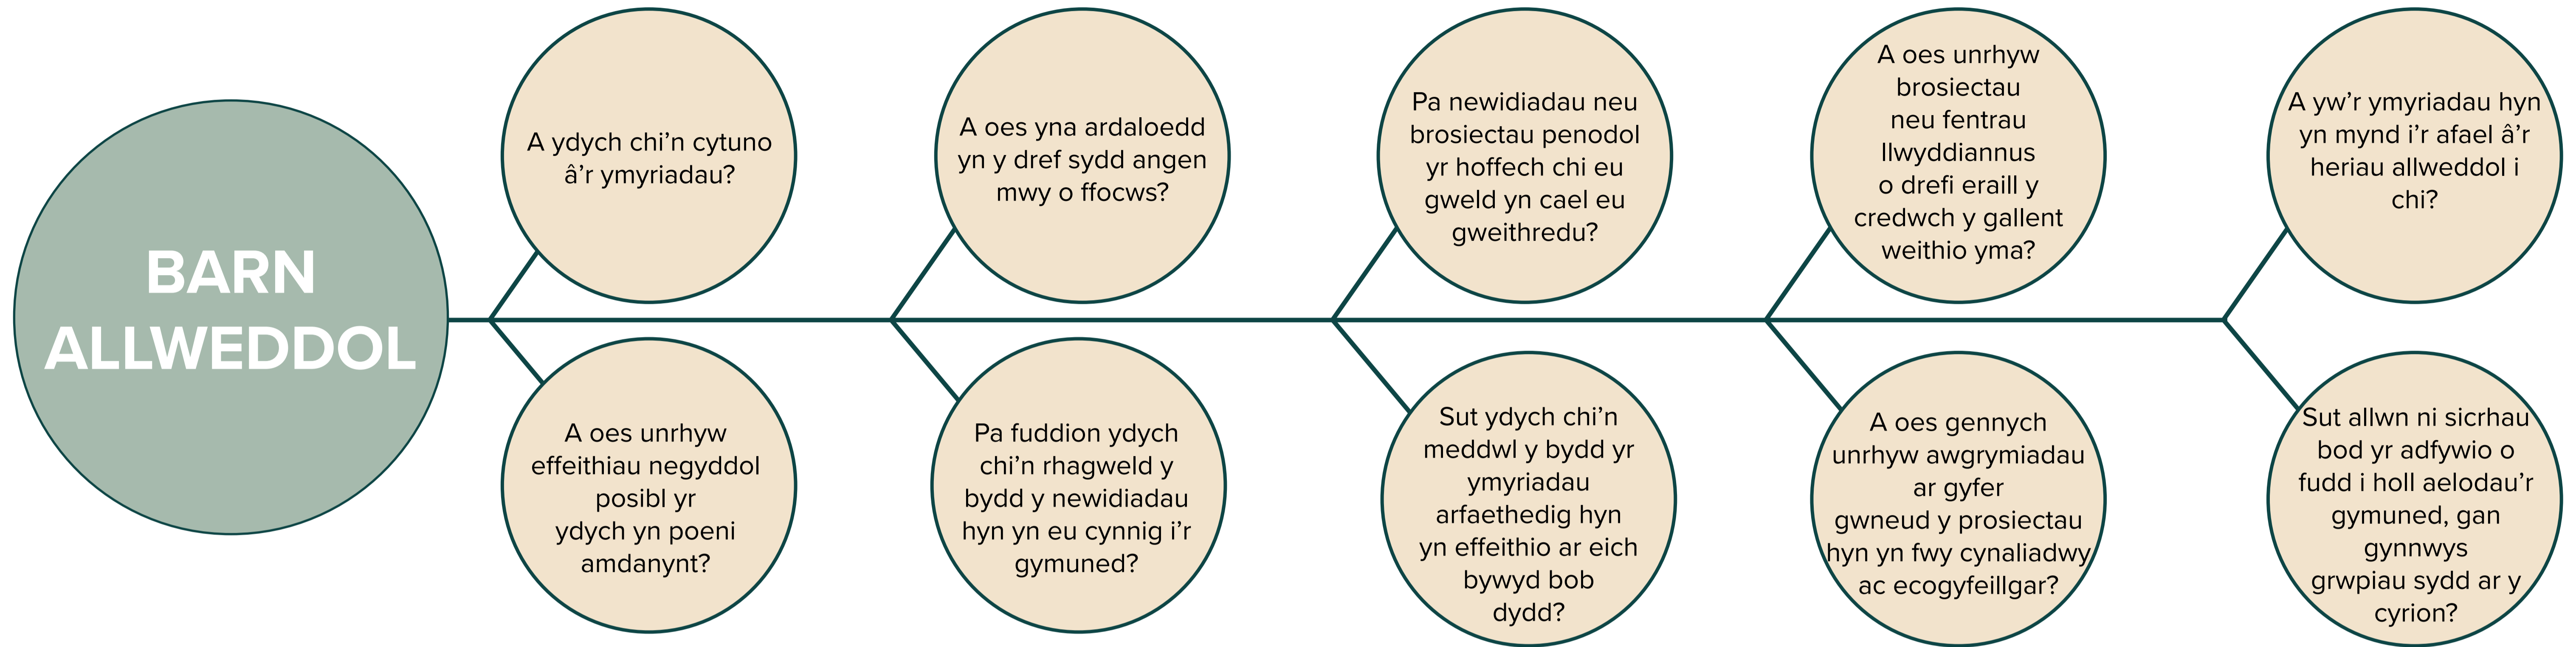 BARN
ALLWEDDOL
A ydych chi’n cytuno
â’r ymyriadau?
A oes yna ardaloedd
yn y dref sydd angen
mwy o ffocws?
Pa newidiadau neu
brosiectau penodol
yr hoffech chi eu
gweld yn cael eu
gweithredu?
A oes unrhyw
brosiectau
neu fentrau
llwyddiannus
o drefi eraill y
credwch y gallent
weithio yma?
A yw’r ymyriadau hyn
yn mynd i’r afael â’r
heriau allweddol i
chi?
A oes unrhyw
effeithiau negyddol
posibl yr
ydych yn poeni
amdanynt?
Pa fuddion ydych
chi’n rhagweld y
bydd y newidiadau
hyn yn eu cynnig i’r
gymuned?
Sut ydych chi’n
meddwl y bydd yr
ymyriadau
arfaethedig hyn
yn effeithio ar eich
bywyd bob
dydd?
A oes gennych
unrhyw awgrymiadau
ar gyfer
gwneud y prosiectau
hyn yn fwy cynaliadwy
ac ecogyfeillgar?
Sut allwn ni sicrhau
bod yr adfywio o
fudd i holl aelodau’r
gymuned, gan
gynnwys
grwpiau sydd ar y
cyrion?